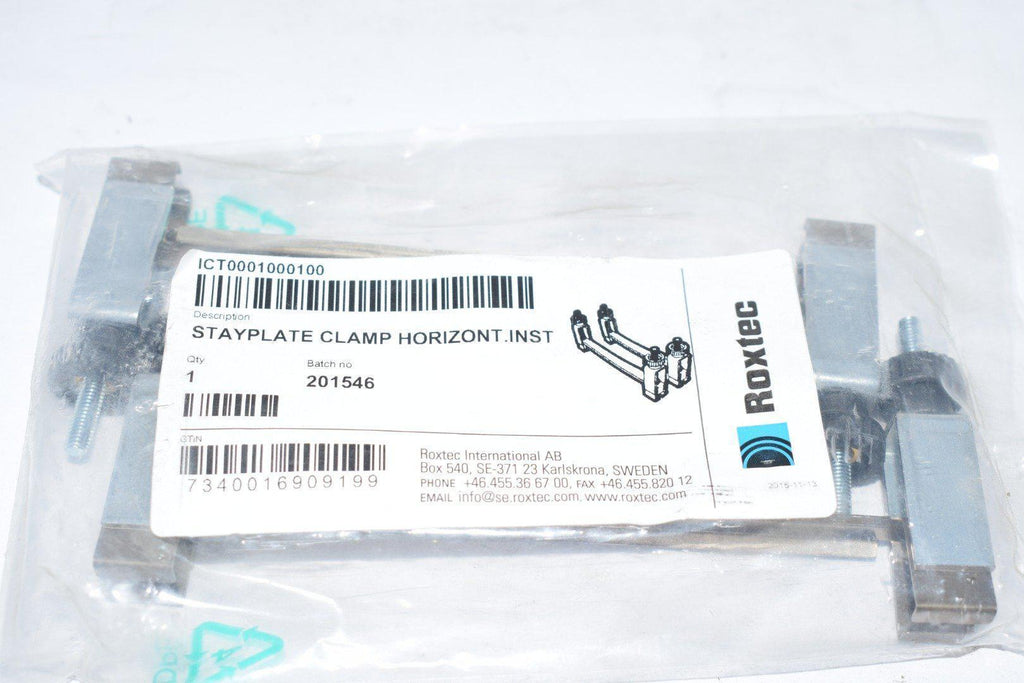 ICT0001000100
Description
STAYPLATE CLAMP HORIZONT.INST
Qty
1
Batch no
201546
GTIN
7340016909199
Roxtec International AB
Box 540, SE-371 23 Karlskrona, SWEDEN
PHONE +46.455.36 67 00, FAX +46.455.820 12
EMAIL info@se.roxtec.com, www.roxtec.com
Roxtec
2015-11-13